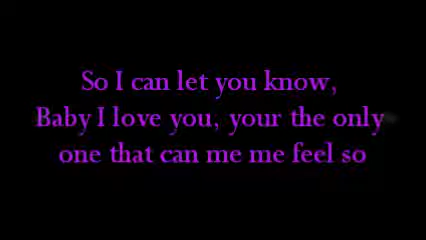 So I can let you know,
Baby I love you, your the only
one that can me me feel so